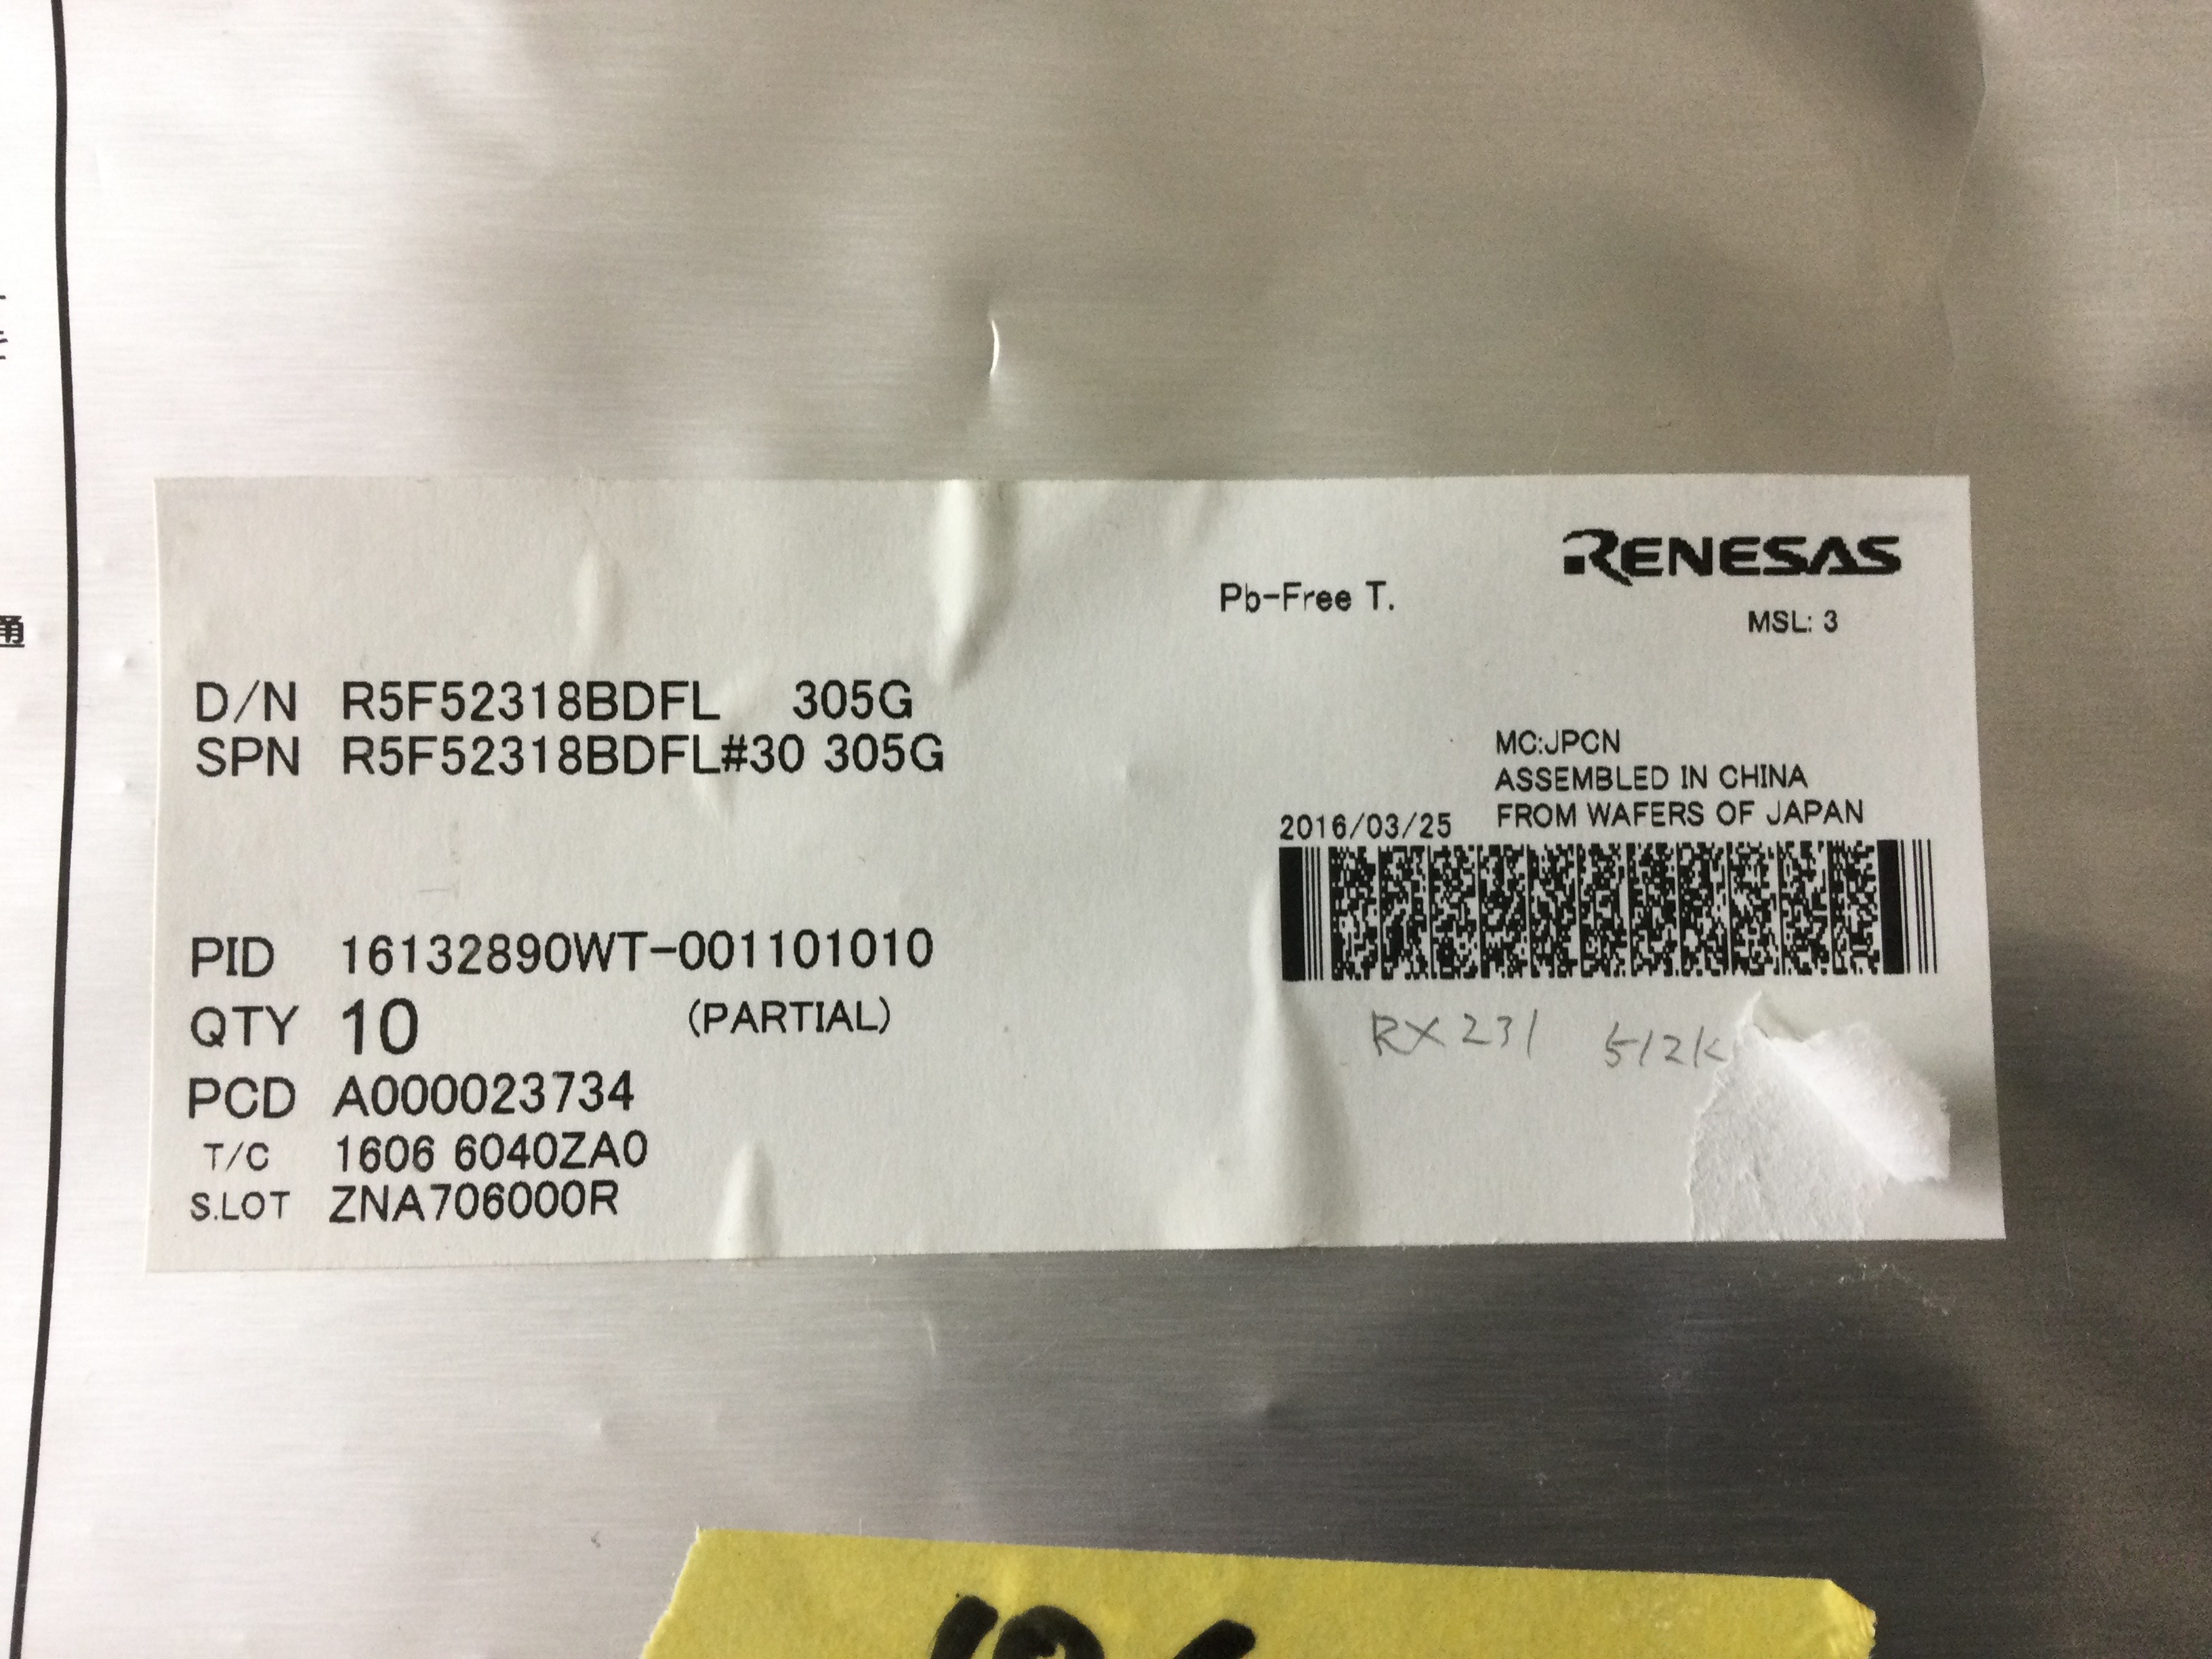 RENESAS
Pb-Free T.
MSL: 3
D/N R5F52318BDFL 305G
SPN R5F52318BDFL#30 305G
MC:JPCN
ASSEMBLED IN CHINA
FROM WAFERS OF JAPAN
2016/03/25
PID 16132890WT-001101010
QTY 10 (PARTIAL)
RX231 512K
PCD A000023734
T/C 1606 6040ZA0
S.LOT ZNA706000R
通